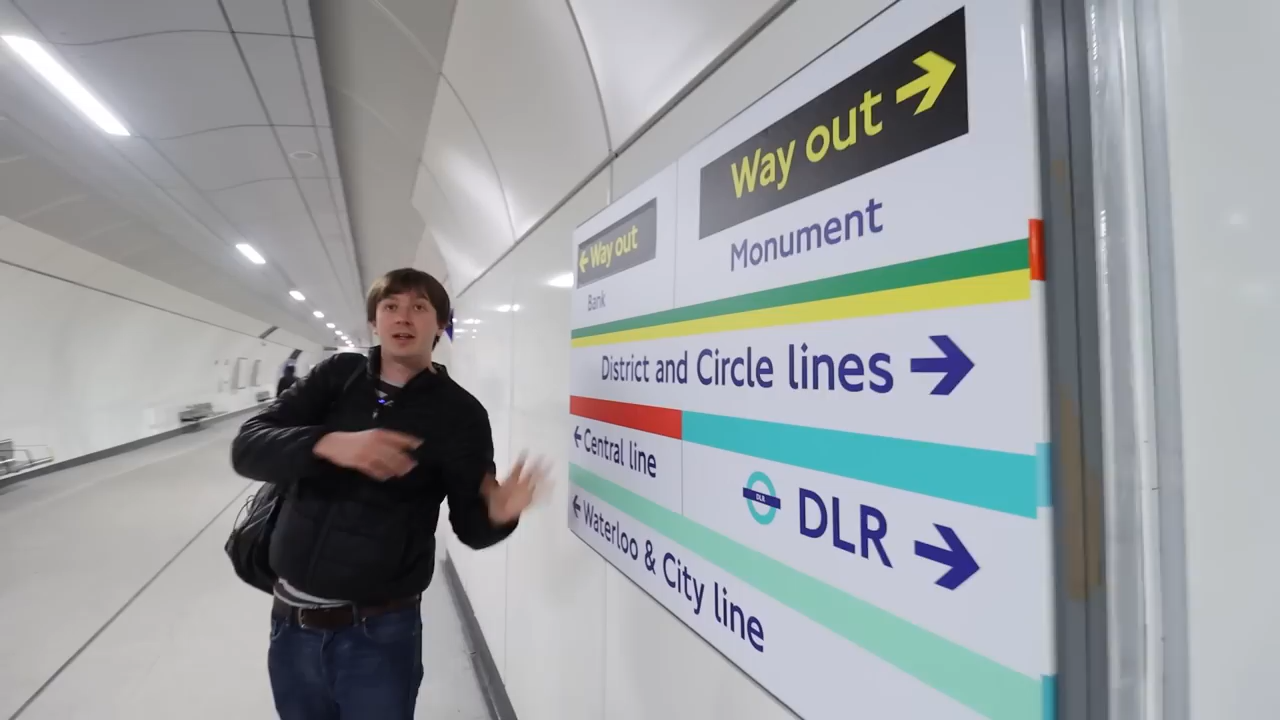 Way out →
← Way out
Monument
Bank
District and Circle lines →
← Central line
DLR DLR →
← Waterloo & City line